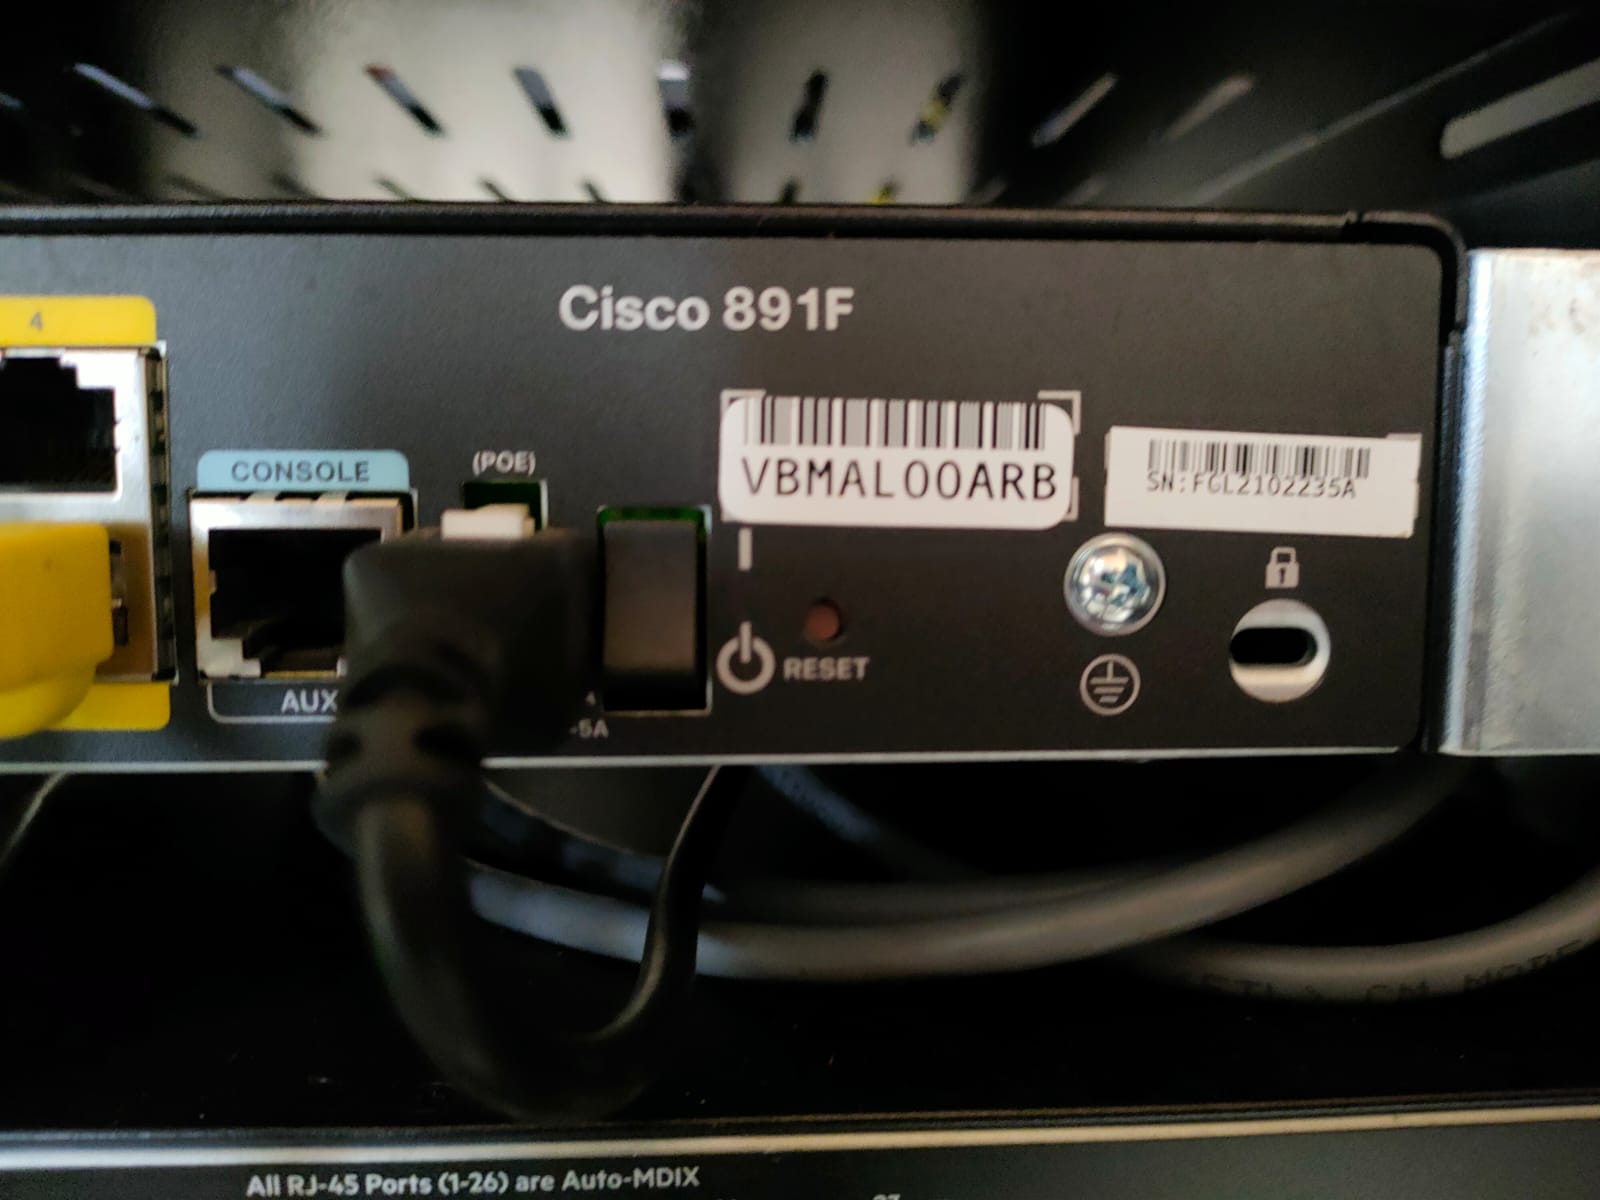 Cisco 891F
4
VBMAL00ARB
SN:FGL2102235A
CONSOLE
(POE)
AUX
-5A
RESET
All RJ-45 Ports (1-26) are Auto-MDIX